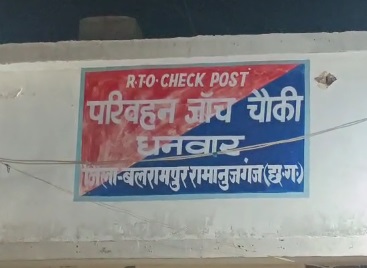 R.T.O. CHECK POST
परिवहन जाँच चौकी
धनवार
जिला-बलरामपुर रामानुजगंज (छ.ग.)